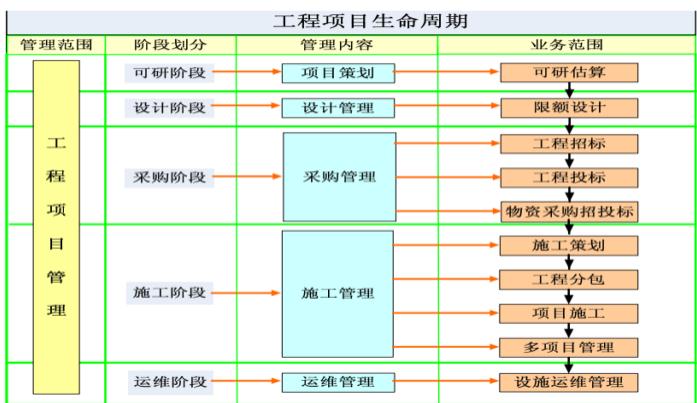 工程项目生命周期
管理范围 阶段划分 管理内容 业务范围
工程项目管理
可研阶段 项目策划 可研估算
设计阶段 设计管理 限额设计
采购阶段 采购管理 工程招标
工程投标
物资采购招投标
施工阶段 施工管理 施工策划
工程分包
项目施工
多项目管理
运维阶段 运维管理 设施运维管理